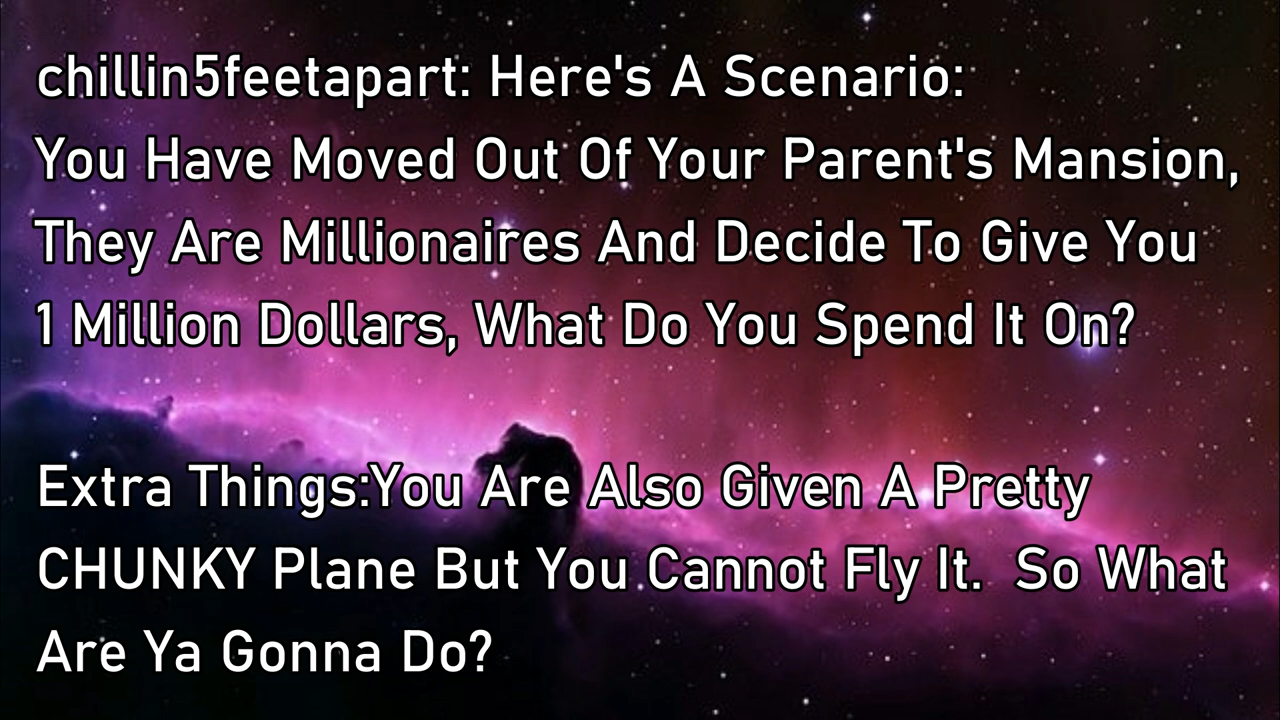 chillin5feetapart: Here's A Scenario:
You Have Moved Out Of Your Parent's Mansion,
They Are Millionaires And Decide To Give You
1 Million Dollars, What Do You Spend It On?
Extra Things:You Are Also Given A Pretty
CHUNKY Plane But You Cannot Fly It.  So What
Are Ya Gonna Do?